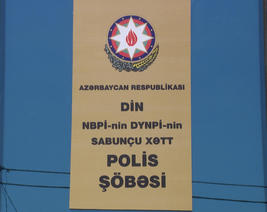 AZƏRBAYCAN RESPUBLİKASI
DİN
NBPİ-nin DYNPİ-nin
SABUNÇU XƏTT
POLİS
ŞÖBƏSİ